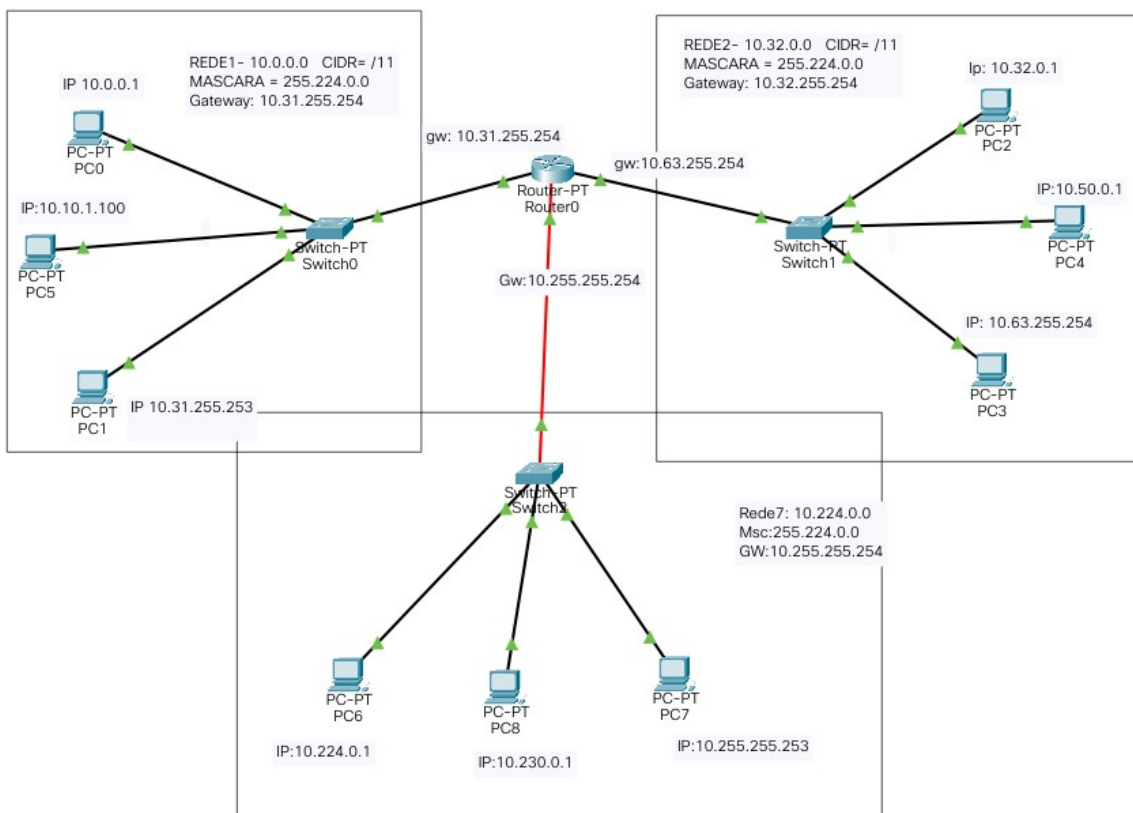 REDE1- 10.0.0.0 CIDR= /11
MASCARA = 255.224.0.0
Gateway: 10.31.255.254
IP 10.0.0.1
PC-PT
PC0
IP:10.10.1.100
PC-PT
PC5
PC-PT
PC1
IP 10.31.255.253
Switch-PT
Switch0
gw: 10.31.255.254
Router-PT
Router0
gw:10.63.255.254
Gw:10.255.255.254
REDE2- 10.32.0.0 CIDR= /11
MASCARA = 255.224.0.0
Gateway: 10.32.255.254
Ip: 10.32.0.1
PC-PT
PC2
IP:10.50.0.1
PC-PT
PC4
Switch-PT
Switch1
IP: 10.63.255.254
PC-PT
PC3
Switch-PT
Switch2
Rede7: 10.224.0.0
Msc:255.224.0.0
GW:10.255.255.254
PC-PT
PC6
IP:10.224.0.1
PC-PT
PC8
IP:10.230.0.1
PC-PT
PC7
IP:10.255.255.253